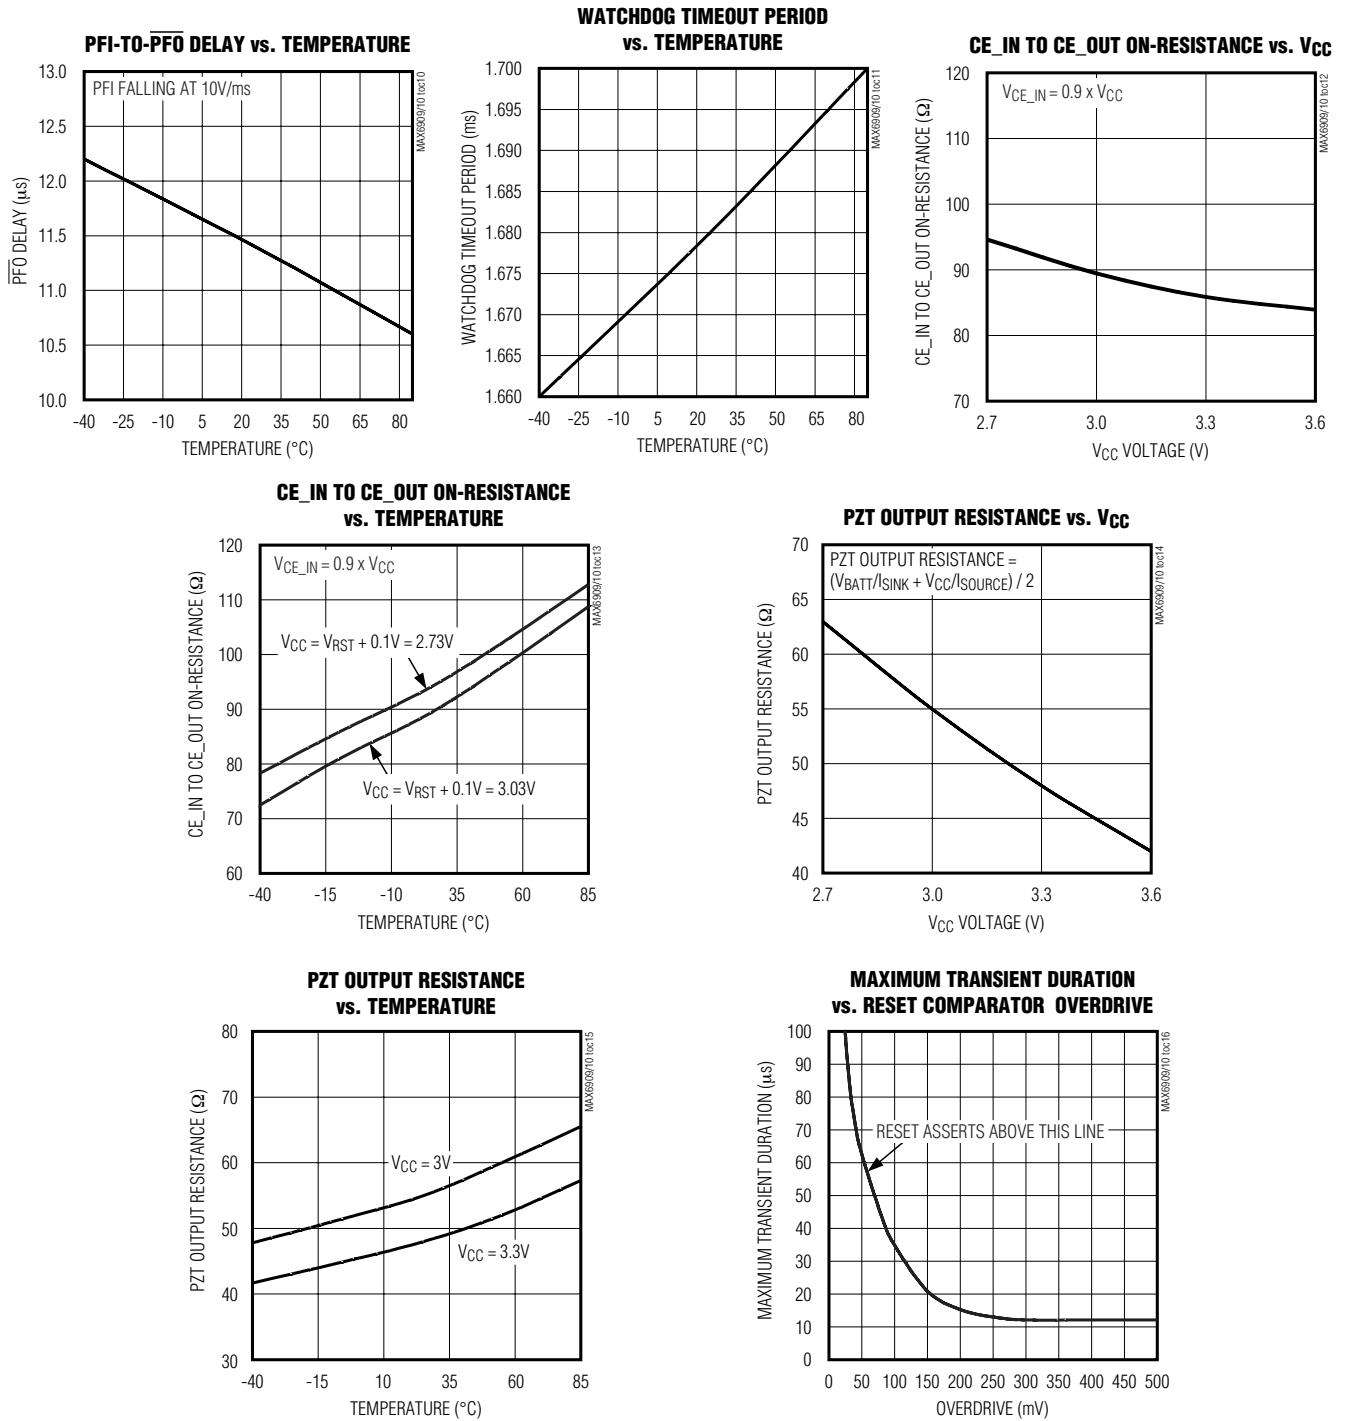 PFI-TO-PFO DELAY vs. TEMPERATURE
PFI FALLING AT 10V/ms
MAX6909/10 toc10
PFO DELAY (µs)
13.0
12.5
12.0
11.5
11.0
10.5
10.0
-40 -25 -10 5 20 35 50 65 80
TEMPERATURE (°C)
WATCHDOG TIMEOUT PERIOD
vs. TEMPERATURE
MAX6909/10 toc11
WATCHDOG TIMEOUT PERIOD (ms)
1.700
1.695
1.690
1.685
1.680
1.675
1.670
1.665
1.660
-40 -25 -10 5 20 35 50 65 80
TEMPERATURE (°C)
CE_IN TO CE_OUT ON-RESISTANCE vs. VCC
VCE_IN = 0.9 x VCC
MAX6909/10 toc12
CE_IN TO CE_OUT ON-RESISTANCE (Ω)
120
110
100
90
80
70
2.7 3.0 3.3 3.6
VCC VOLTAGE (V)
CE_IN TO CE_OUT ON-RESISTANCE
vs. TEMPERATURE
VCE_IN = 0.9 x VCC
MAX6909/10 toc13
VCC = VRST + 0.1V = 2.73V
VCC = VRST + 0.1V = 3.03V
CE_IN TO CE_OUT ON-RESISTANCE (Ω)
120
110
100
90
80
70
60
-40 -15 -10 35 60 85
TEMPERATURE (°C)
PZT OUTPUT RESISTANCE vs. VCC
PZT OUTPUT RESISTANCE =
(VBATT/ISINK + VCC/ISOURCE) / 2
MAX6909/10 toc14
PZT OUTPUT RESISTANCE (Ω)
70
65
60
55
50
45
40
2.7 3.0 3.3 3.6
VCC VOLTAGE (V)
PZT OUTPUT RESISTANCE
vs. TEMPERATURE
MAX6909/10 toc15
VCC = 3V
VCC = 3.3V
PZT OUTPUT RESISTANCE (Ω)
80
70
60
50
40
30
-40 -15 10 35 60 85
TEMPERATURE (°C)
MAXIMUM TRANSIENT DURATION
vs. RESET COMPARATOR OVERDRIVE
MAX6909/10 toc16
RESET ASSERTS ABOVE THIS LINE
MAXIMUM TRANSIENT DURATION (µs)
100
90
80
70
60
50
40
30
20
10
0
0 50 100 150 200 250 300 350 400 450 500
OVERDRIVE (mV)